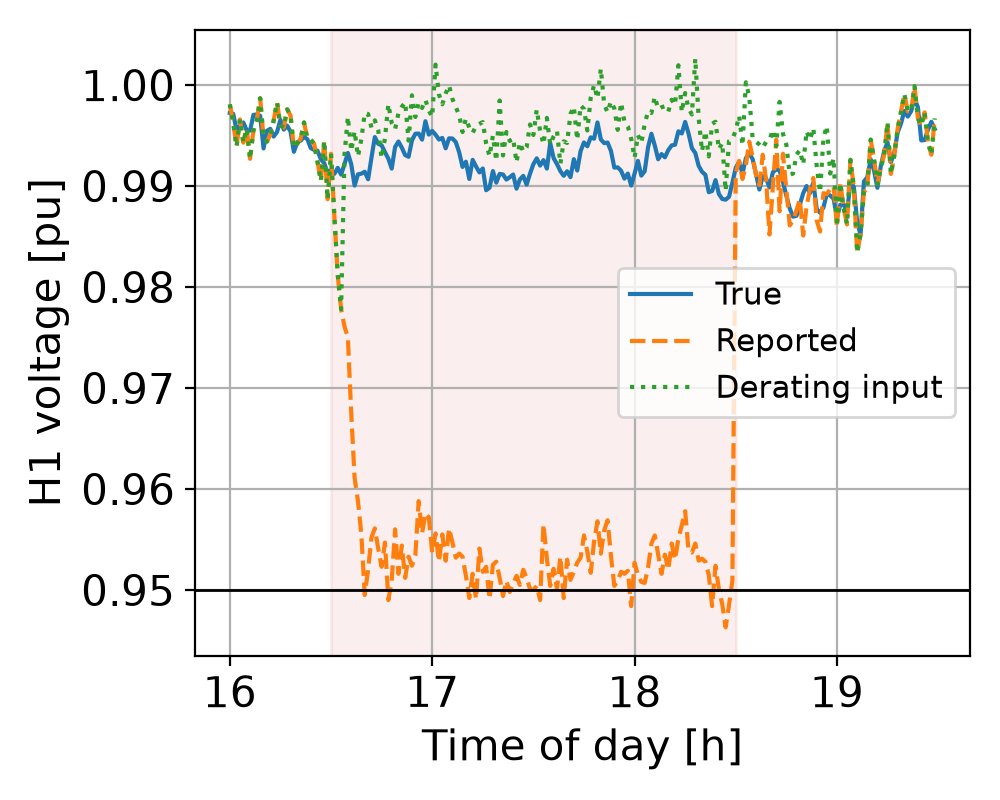 H1 voltage [pu]
1.00
0.99
0.98
0.97
0.96
0.95
True
Reported
Derating input
16 17 18 19
Time of day [h]